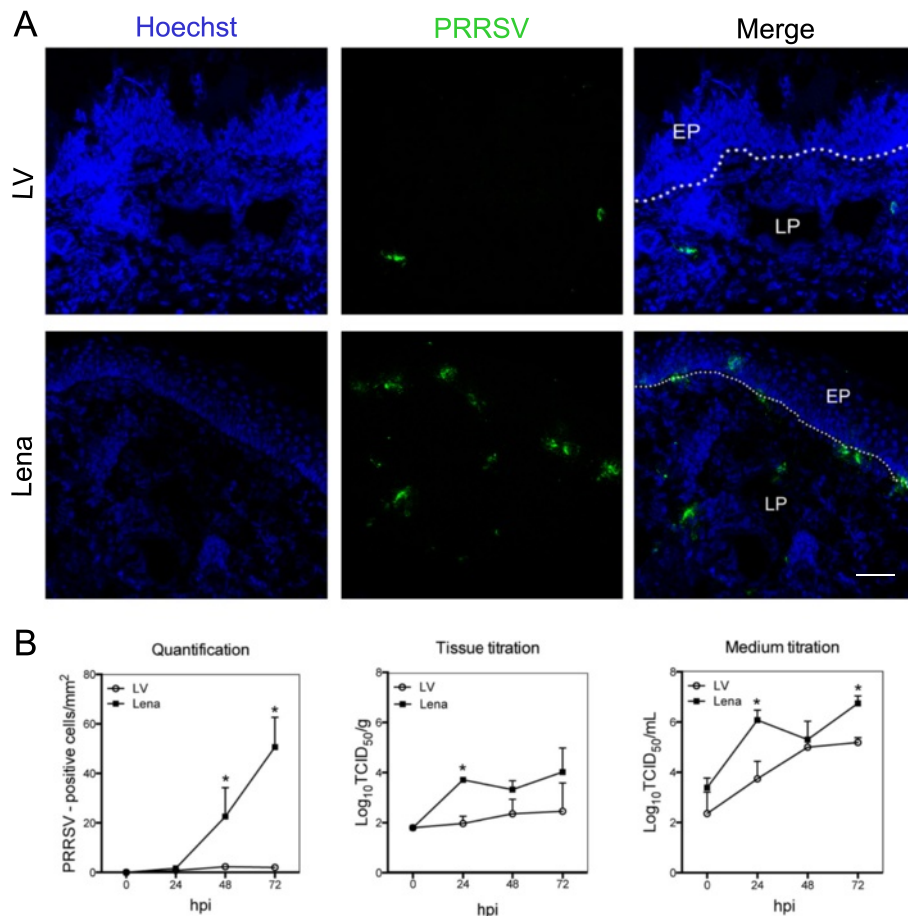 A
Hoechst PRRSV Merge
LV
EP
LP
Lena
EP
LP
B
Quantification
PRRSV - positive cells/mm²
80
60
40
20
0
LV
Lena
*
*
0 24 48 72
hpi
Tissue titration
Log₁₀TCID₅₀/g
8
6
4
2
0
LV
Lena
*
0 24 48 72
hpi
Medium titration
Log₁₀TCID₅₀/mL
8
6
4
2
0
LV
Lena
*
*
0 24 48 72
hpi